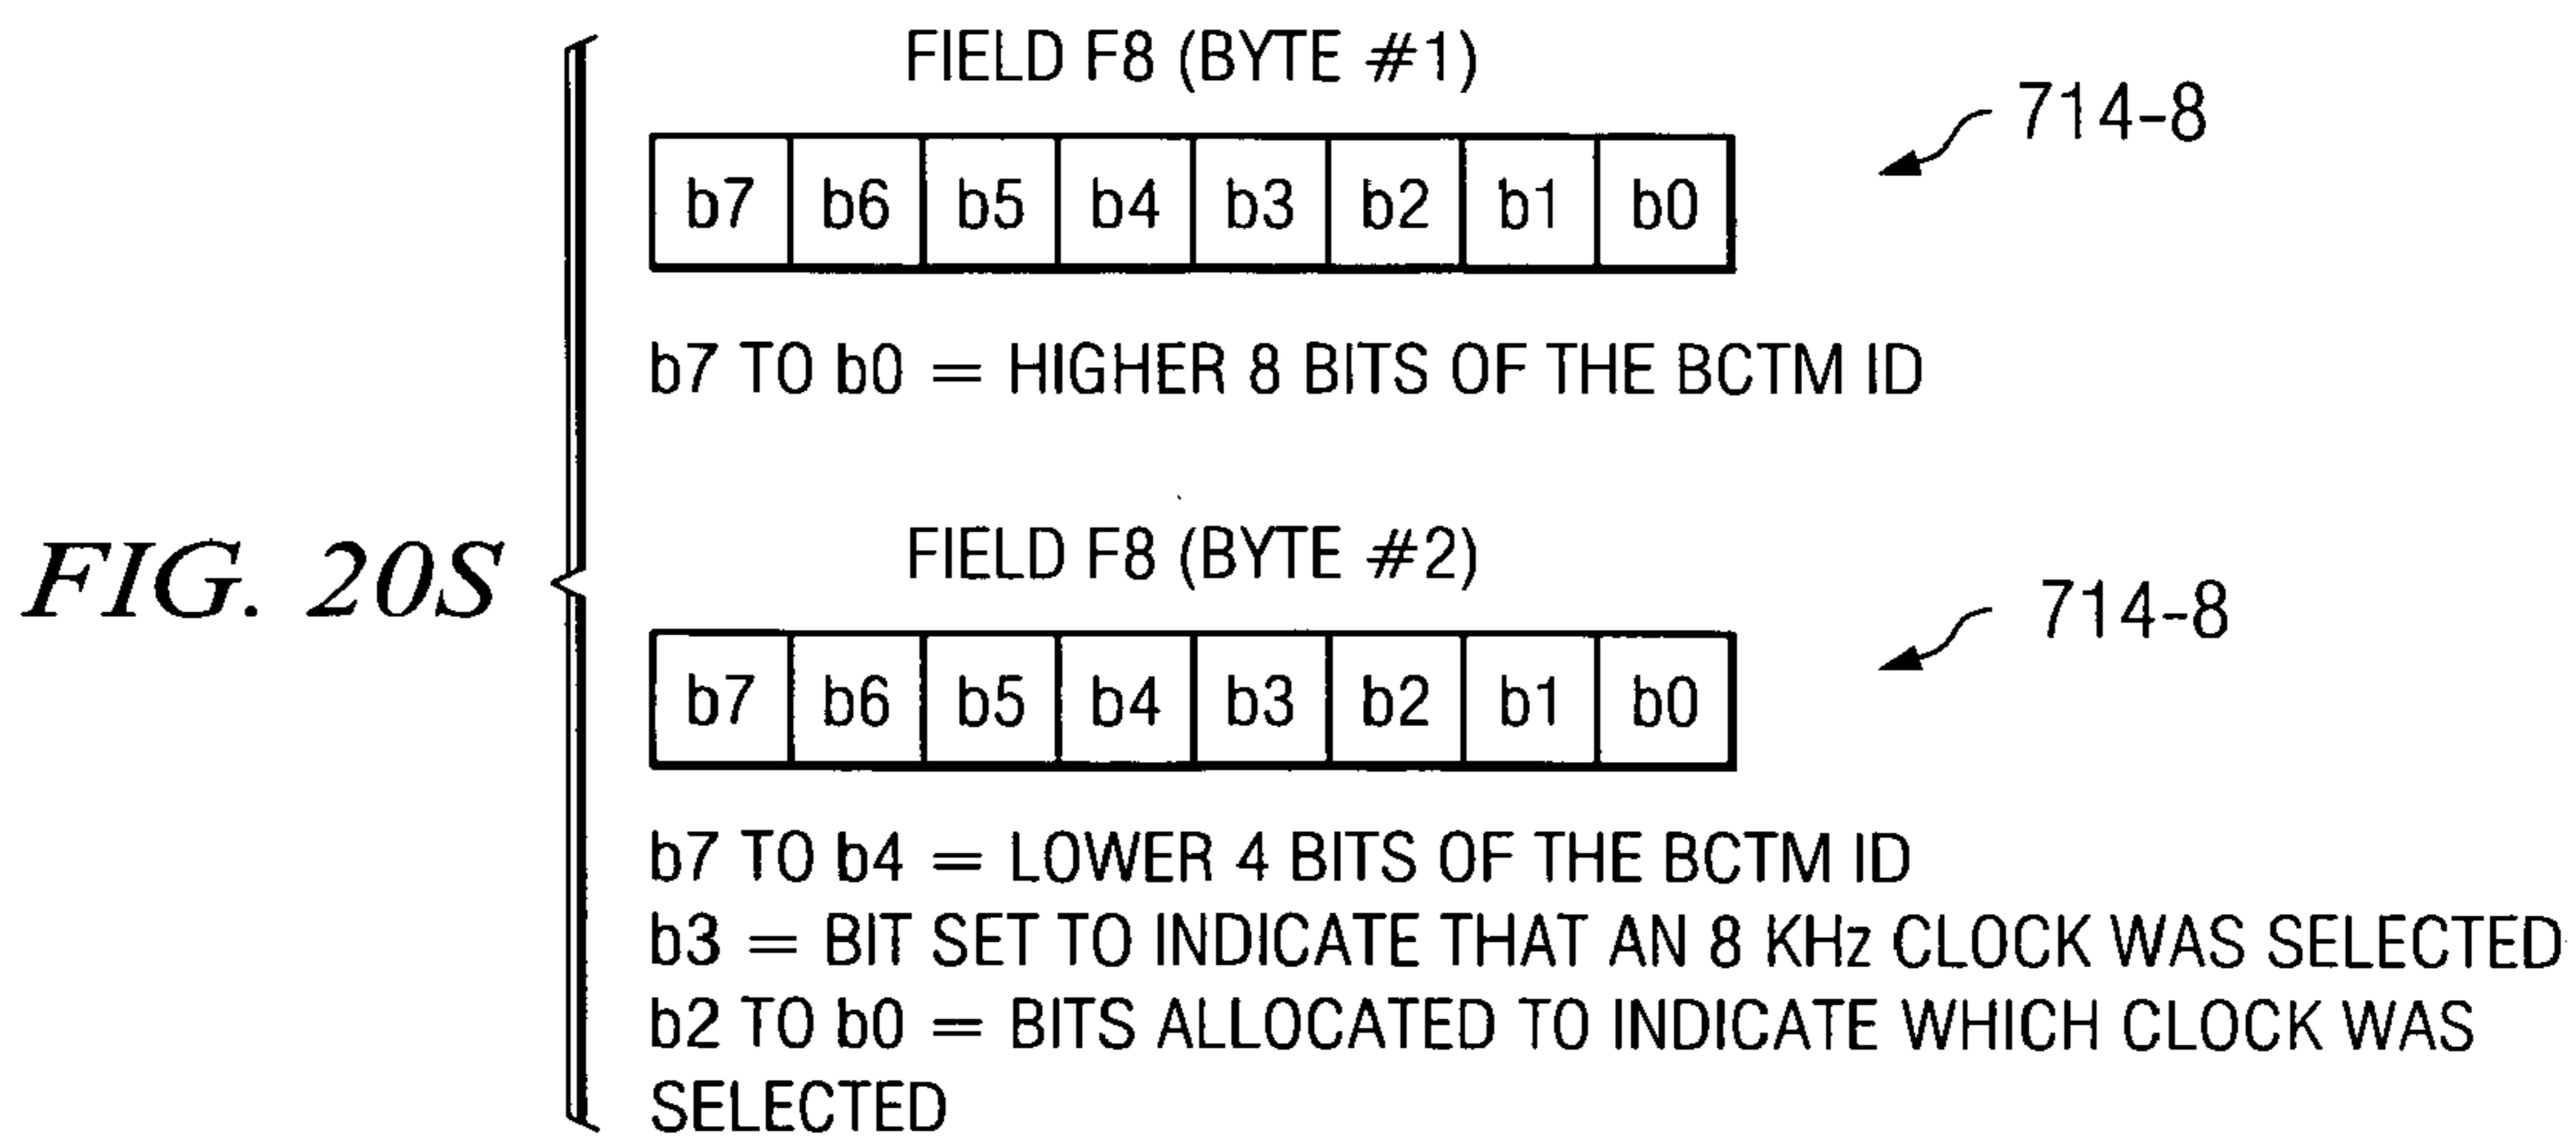 FIELD F8 (BYTE #1)
714-8
b7 b6 b5 b4 b3 b2 b1 b0
b7 TO b0 = HIGHER 8 BITS OF THE BCTM ID
FIG. 20S
FIELD F8 (BYTE #2)
714-8
b7 b6 b5 b4 b3 b2 b1 b0
b7 TO b4 = LOWER 4 BITS OF THE BCTM ID
b3 = BIT SET TO INDICATE THAT AN 8 KHz CLOCK WAS SELECTED
b2 TO b0 = BITS ALLOCATED TO INDICATE WHICH CLOCK WAS
SELECTED